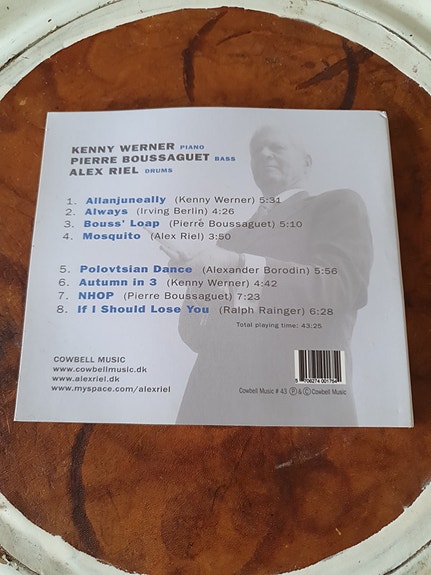 KENNY WERNER PIANO
PIERRE BOUSSAGUET BASS
ALEX RIEL DRUMS
1. Allanjuneally (Kenny Werner) 5:31
2. Always (Irving Berlin) 4:26
3. Bouss' Loap (Pierré Boussaguet) 5:10
4. Mosquito (Alex Riel) 3:50
5. Polovtsian Dance (Alexander Borodin) 5:56
6. Autumn in 3 (Kenny Werner) 4:42
7. NHOP (Pierre Boussaguet) 7:23
8. If I Should Lose You (Ralph Rainger) 6:28
Total playing time: 43:25
COWBELL MUSIC
www.cowbellmusic.dk
www.alexriel.dk
www.myspace.com/alexriel
5 706274 001754
Cowbell Music # 43 Ⓟ & © Cowbell Music